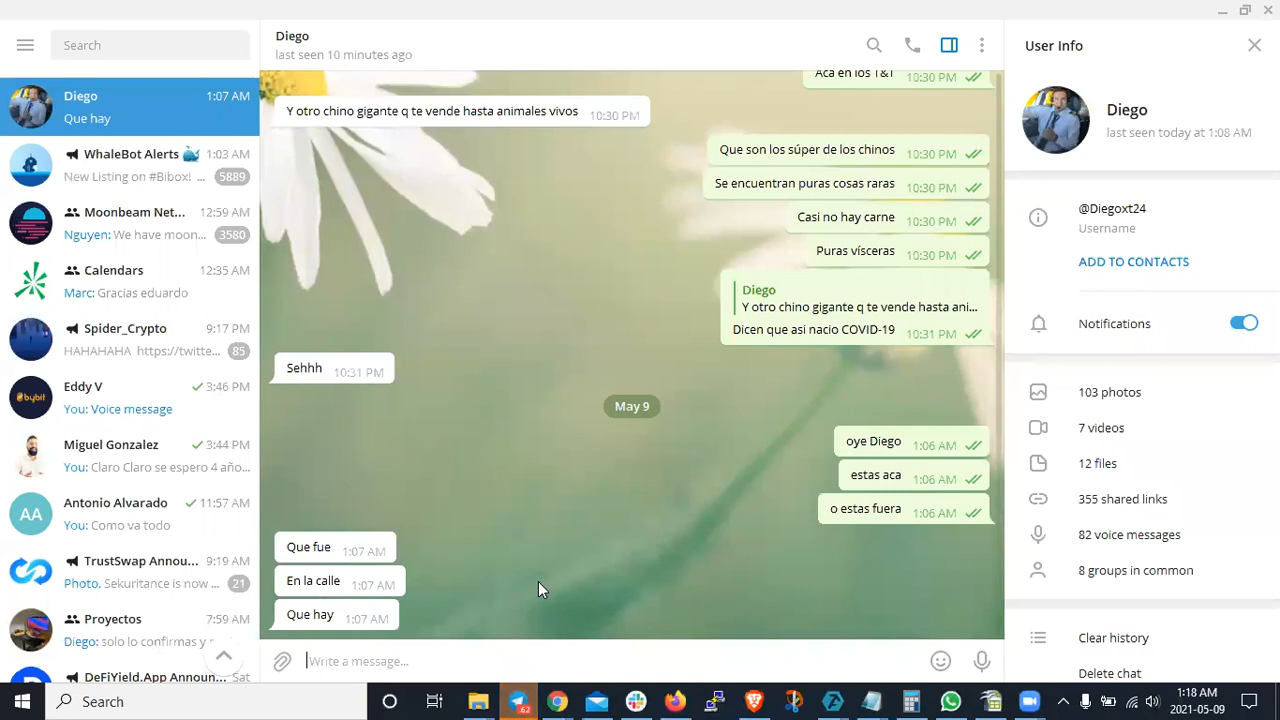 Search
Diego 1:07 AM
Que hay
WhaleBot Alerts 🐳 1:03 AM
New Listing on #Bibox! ... 5889
Moonbeam Net... 12:59 AM
Nguyen: We have moon... 3580
Calendars 12:35 AM
Marc: Gracias eduardo
Spider_Crypto 9:17 PM
HAHAHAHA https://twitte... 85
Eddy V 3:46 PM
You: Voice message
Miguel Gonzalez 3:44 PM
You: Claro Claro se espero 4 año...
Antonio Alvarado 11:57 AM
You: Como va todo
TrustSwap Annou... 9:19 AM
Photo, Sekuritance is now ... 21
Proyectos 7:59 AM
Diego: solo lo confirmas y
DeFiYield.App Announ... Sat
bybit
AA
Diego
last seen 10 minutes ago
Aca en los T&T 10:30 PM
Y otro chino gigante q te vende hasta animales vivos 10:30 PM
Que son los súper de los chinos 10:30 PM
Se encuentran puras cosas raras 10:30 PM
Casi no hay carne 10:30 PM
Puras vísceras 10:30 PM
Diego
Y otro chino gigante q te vende hasta ani...
Dicen que asi nacio COVID-19 10:31 PM
Sehhh 10:31 PM
May 9
oye Diego 1:06 AM
estas aca 1:06 AM
o estas fuera 1:06 AM
Que fue 1:07 AM
En la calle 1:07 AM
Que hay 1:07 AM
Write a message...
User Info
Diego
last seen today at 1:08 AM
@Diegoxt24
Username
ADD TO CONTACTS
Notifications
103 photos
7 videos
12 files
355 shared links
82 voice messages
8 groups in common
Clear history
Delete chat
Search
62
1:18 AM
2021-05-09